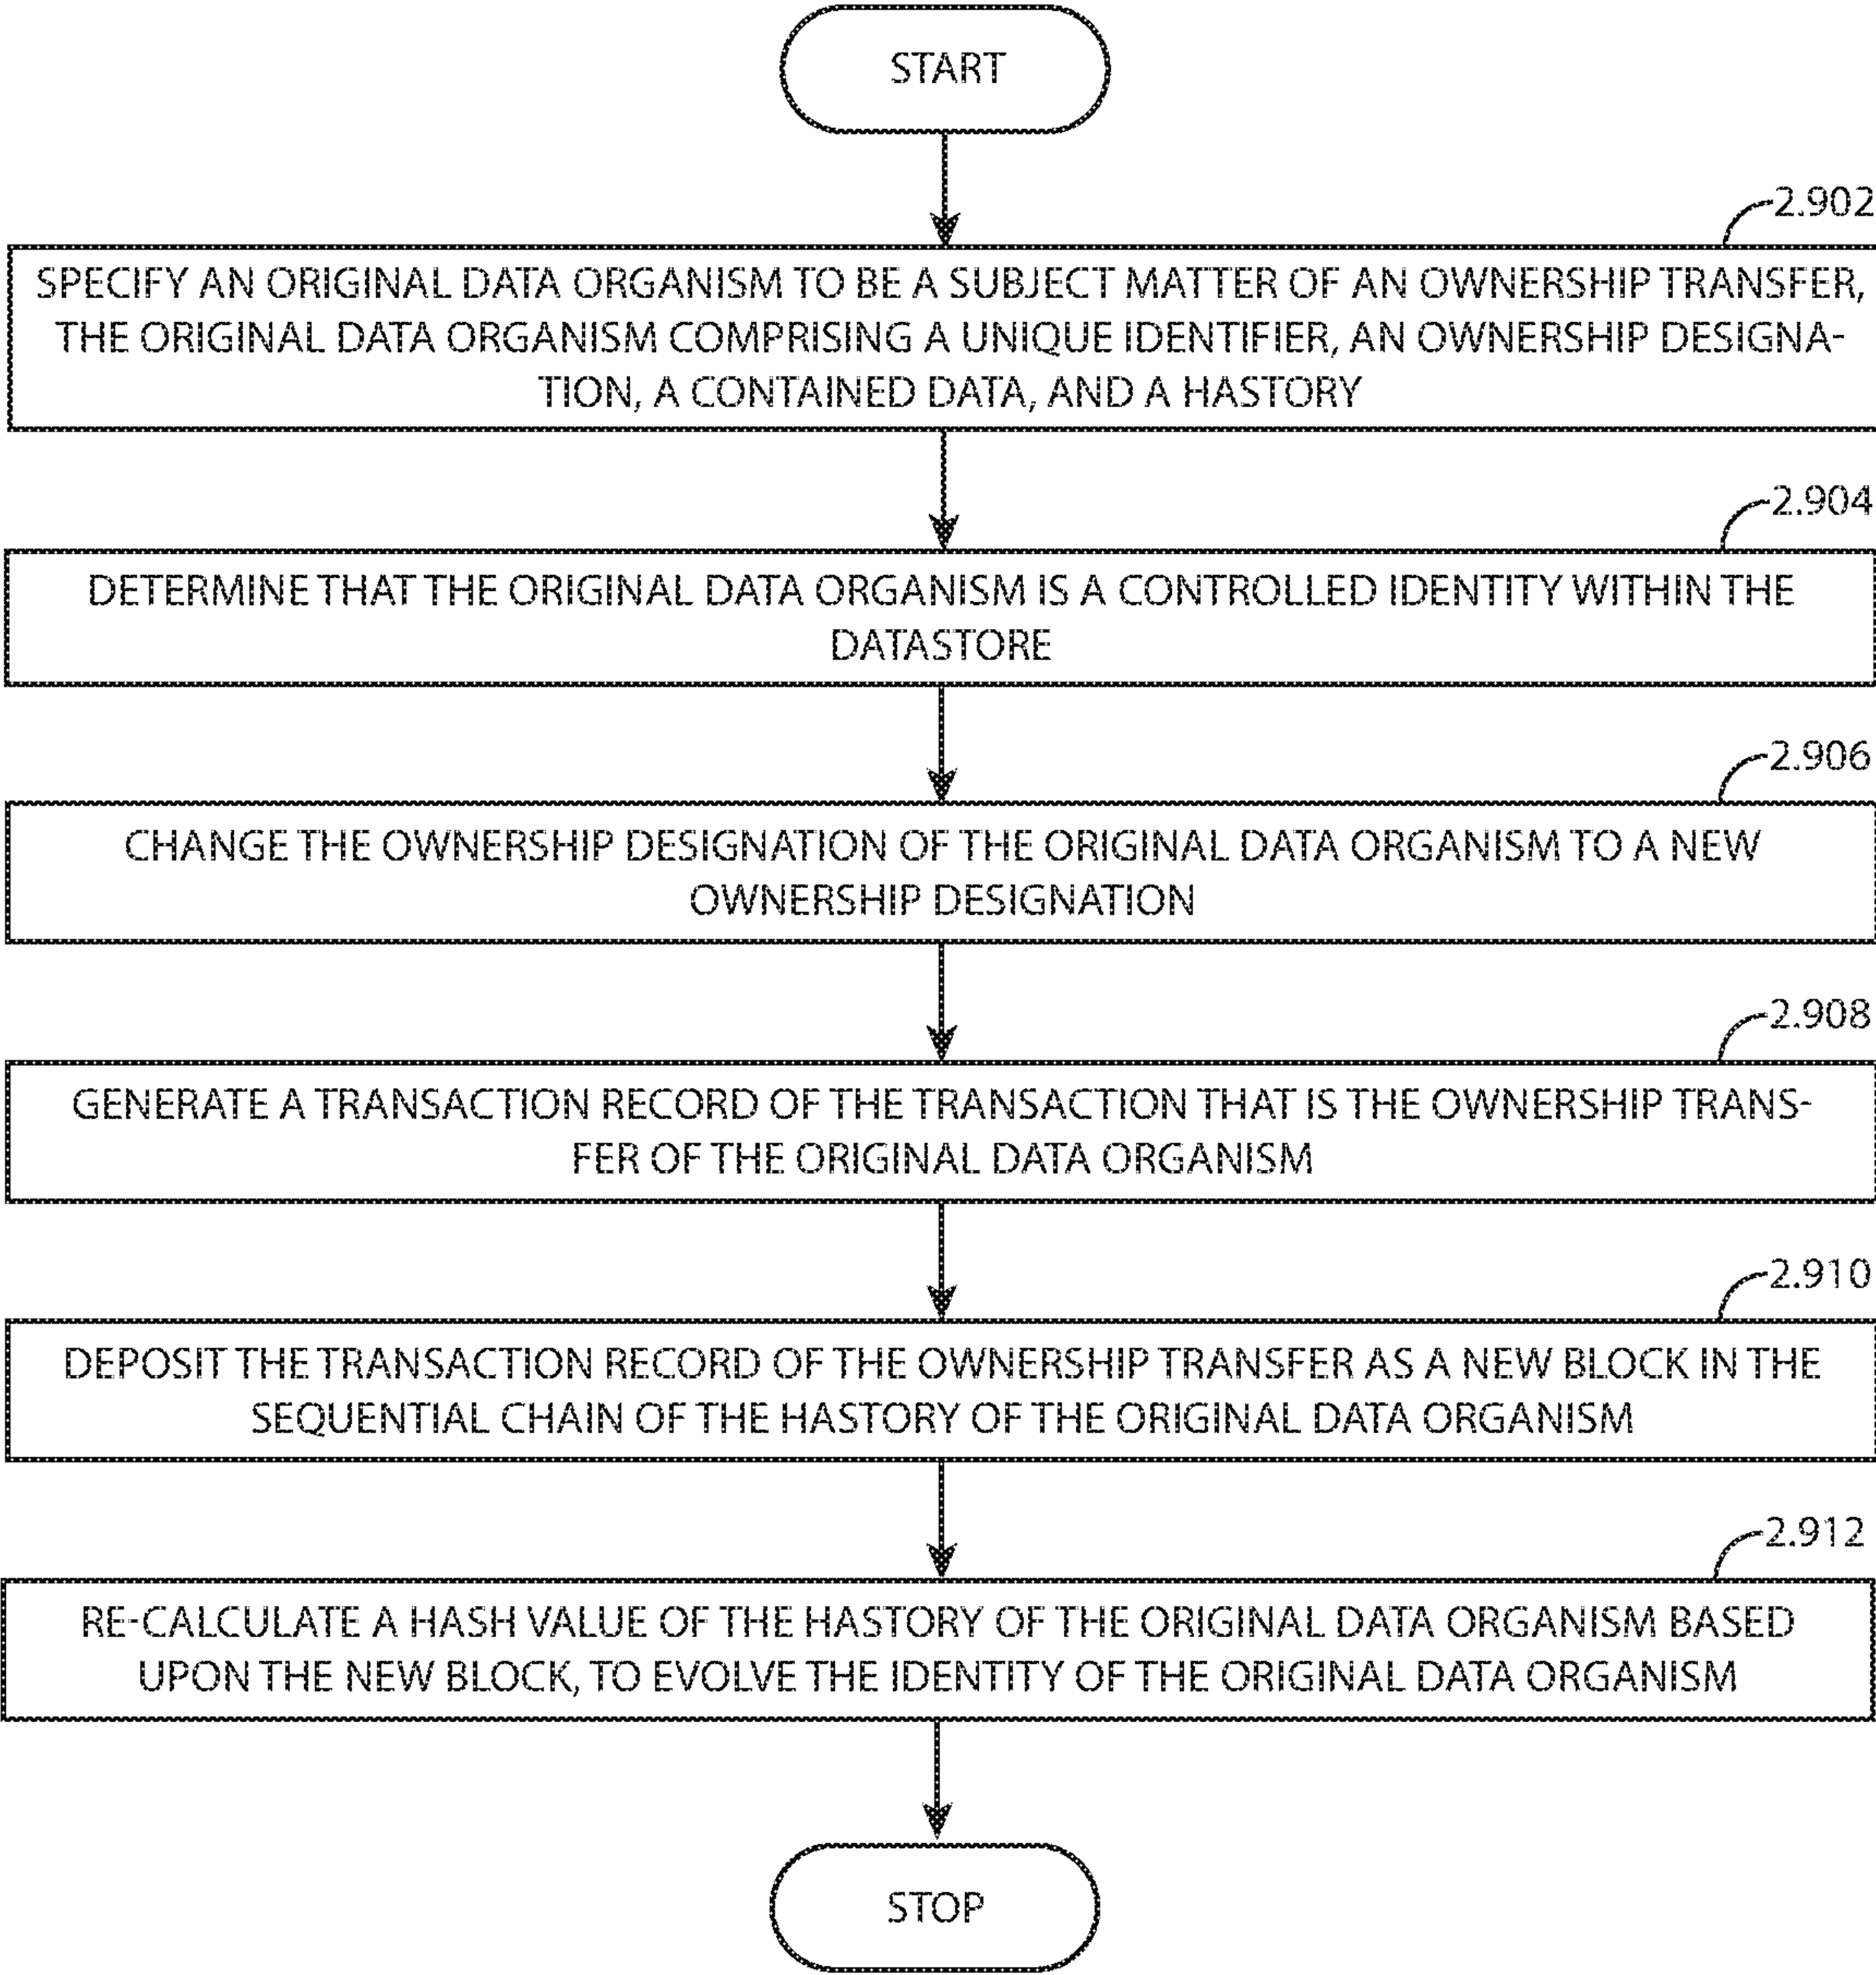 START
2.902
SPECIFY AN ORIGINAL DATA ORGANISM TO BE A SUBJECT MATTER OF AN OWNERSHIP TRANSFER,
THE ORIGINAL DATA ORGANISM COMPRISING A UNIQUE IDENTIFIER, AN OWNERSHIP DESIGNA-
TION, A CONTAINED DATA, AND A HASTORY
2.904
DETERMINE THAT THE ORIGINAL DATA ORGANISM IS A CONTROLLED IDENTITY WITHIN THE
DATASTORE
2.906
CHANGE THE OWNERSHIP DESIGNATION OF THE ORIGINAL DATA ORGANISM TO A NEW
OWNERSHIP DESIGNATION
2.908
GENERATE A TRANSACTION RECORD OF THE TRANSACTION THAT IS THE OWNERSHIP TRANS-
FER OF THE ORIGINAL DATA ORGANISM
2.910
DEPOSIT THE TRANSACTION RECORD OF THE OWNERSHIP TRANSFER AS A NEW BLOCK IN THE
SEQUENTIAL CHAIN OF THE HASTORY OF THE ORIGINAL DATA ORGANISM
2.912
RE-CALCULATE A HASH VALUE OF THE HASTORY OF THE ORIGINAL DATA ORGANISM BASED
UPON THE NEW BLOCK, TO EVOLVE THE IDENTITY OF THE ORIGINAL DATA ORGANISM
STOP